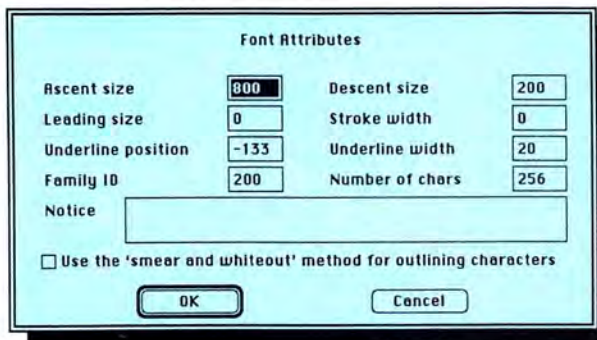 Font Attributes
Ascent size 800 Descent size 200
Leading size 0 Stroke width 0
Underline position -133 Underline width 20
Family ID 200 Number of chars 256
Notice
Use the ‘smear and whiteout’ method for outlining characters
OK Cancel